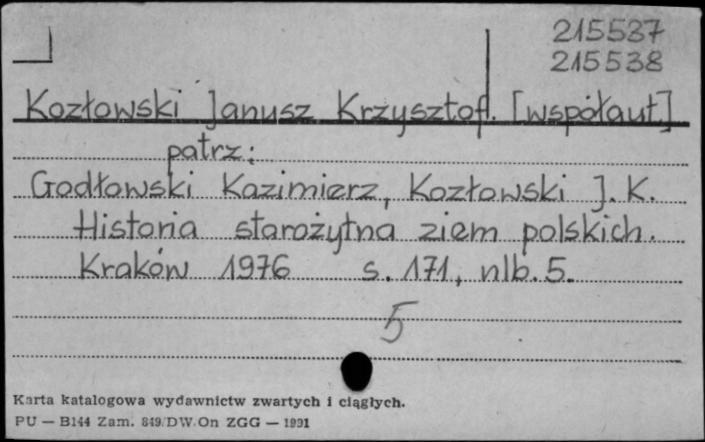 215537
215538
Kozłowski Janusz Krzysztof. [współaut]
patrz:
Godłowski Kazimierz, Kozłowski J. K.
Historia starożytna ziem polskich.
Kraków 1976 s. 171, nlb. 5.
5
Karta katalogowa wydawnictw zwartych i ciągłych.
PU — B144 Zam. 849/DW/On ZGG — 1991